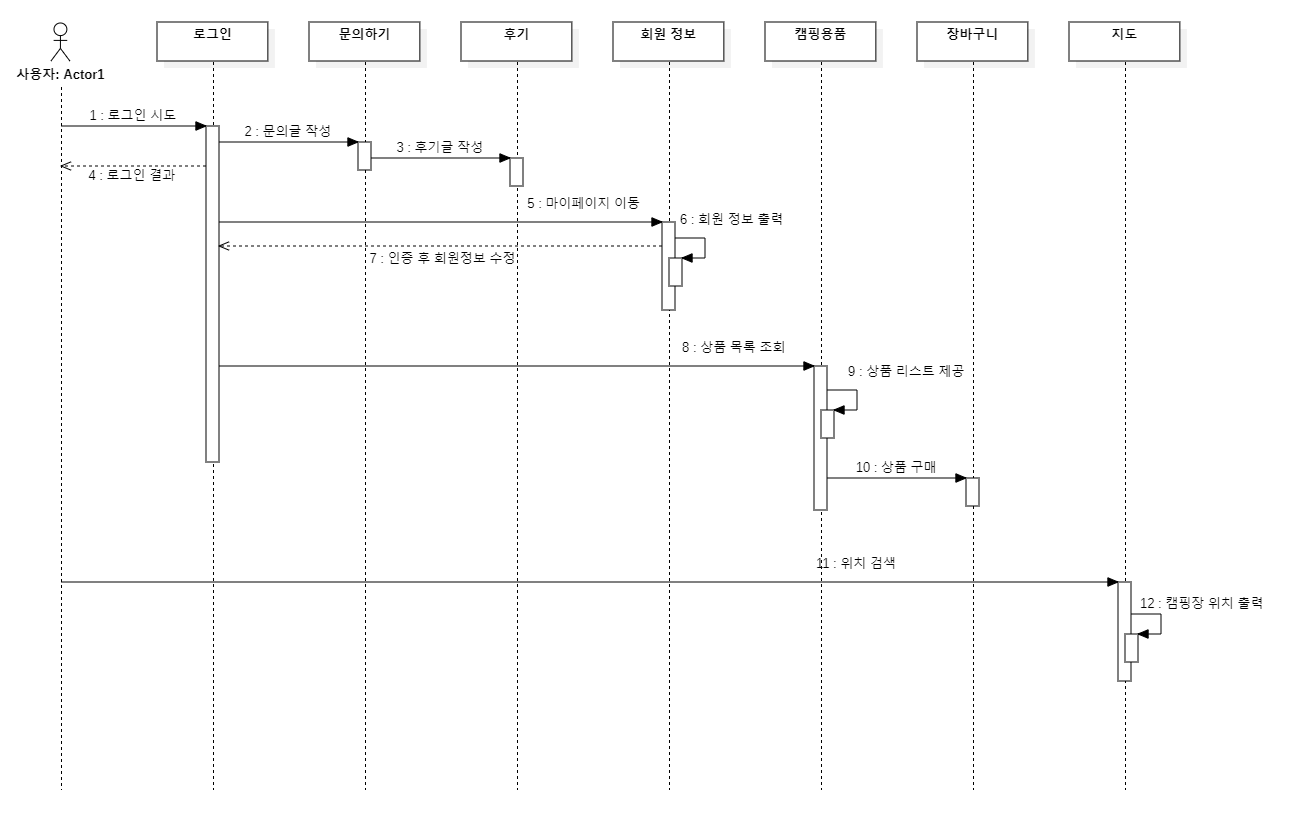 로그인
문의하기
후기
회원 정보
캠핑용품
장바구니
지도
사용자: Actor1
1 : 로그인 시도
2 : 문의글 작성
3 : 후기글 작성
4 : 로그인 결과
5 : 마이페이지 이동
6 : 회원 정보 출력
7 : 인증 후 회원정보 수정
8 : 상품 목록 조회
9 : 상품 리스트 제공
10 : 상품 구매
11 : 위치 검색
12 : 캠핑장 위치 출력